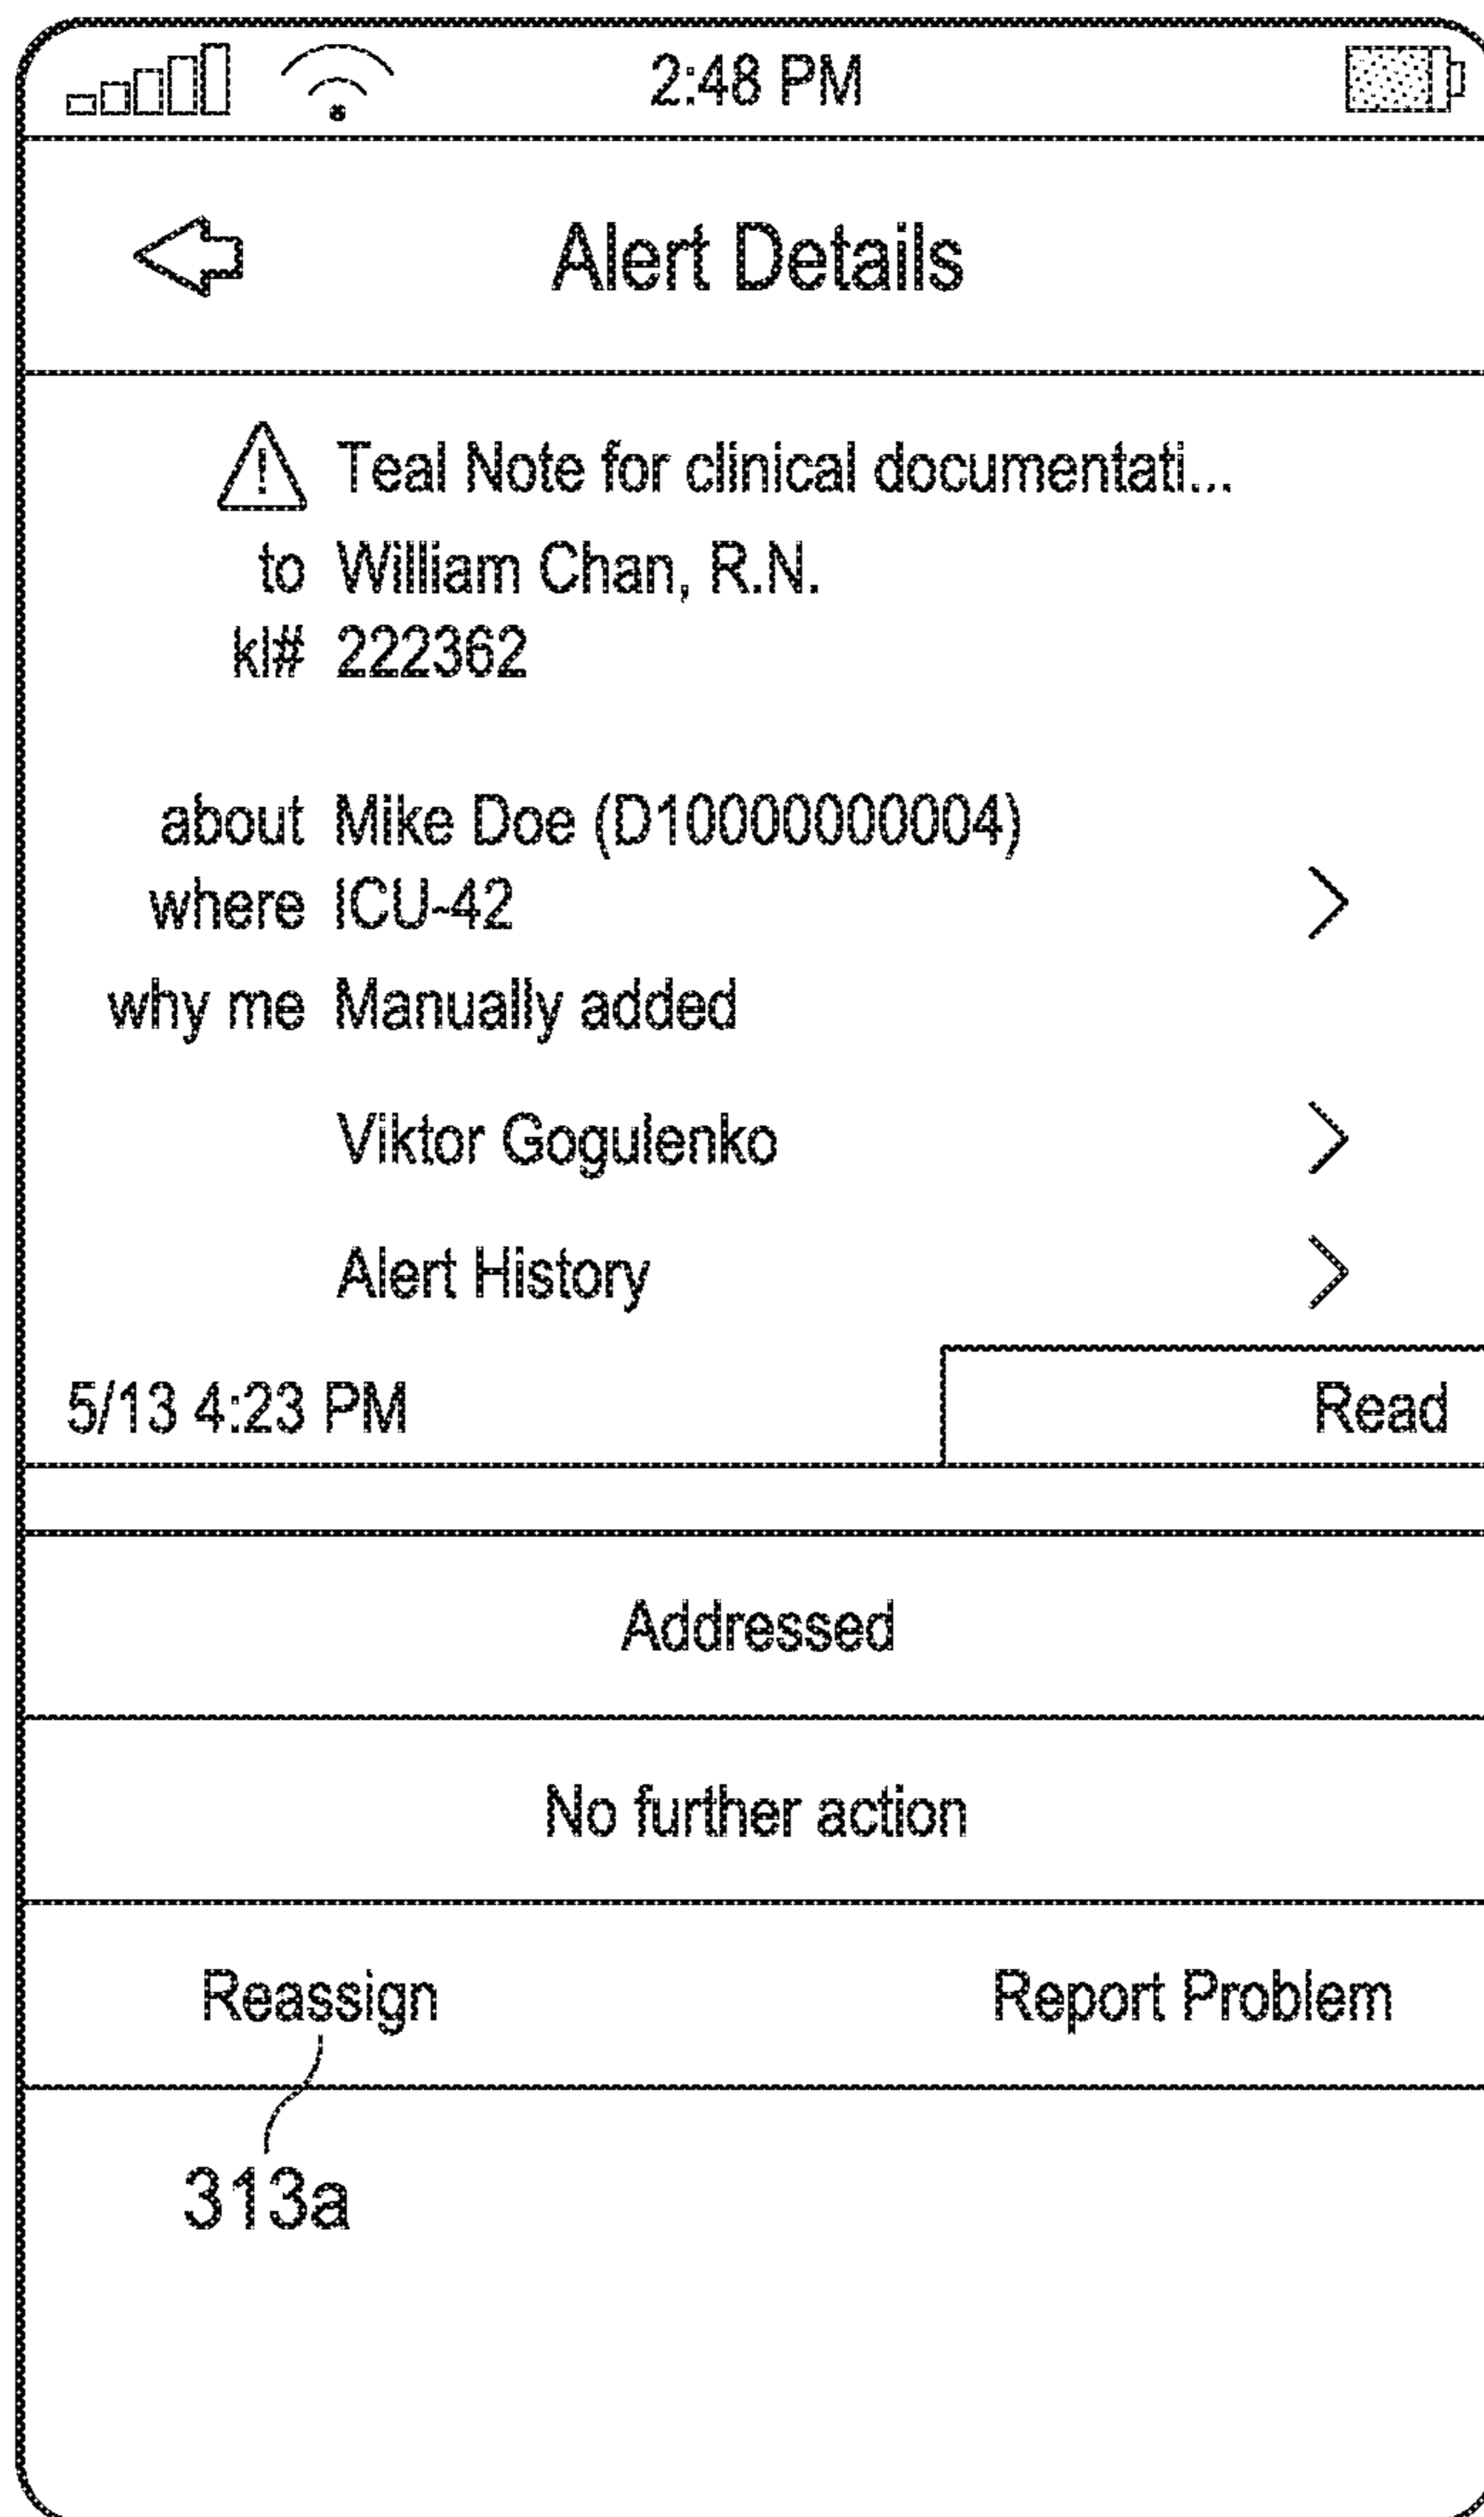 2:48 PM
Alert Details
Teal Note for clinical documentati...
to William Chan, R.N.
kl# 222362
about Mike Doe (D10000000004)
where ICU-42
why me Manually added
Viktor Gogulenko
Alert History
5/13 4:23 PM Read
Addressed
No further action
Reassign Report Problem
313a